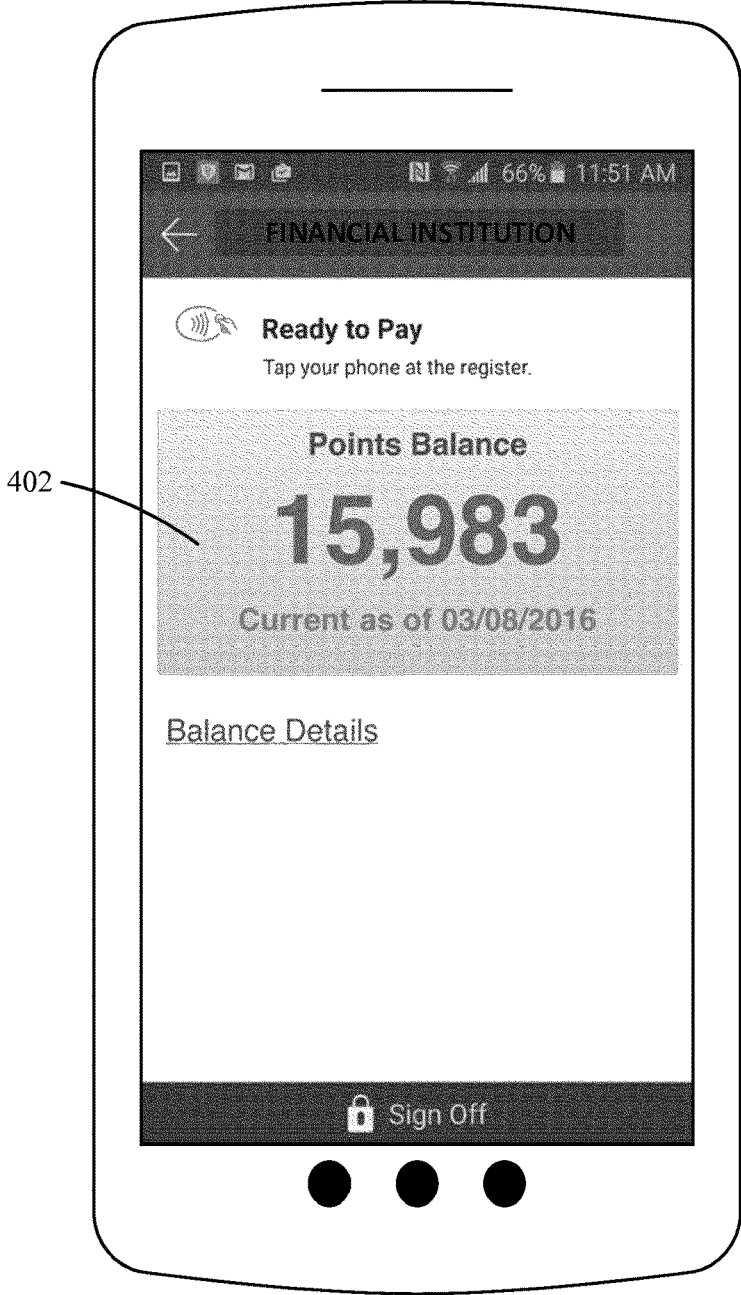 66% 11:51 AM
FINANCIAL INSTITUTION
Ready to Pay
Tap your phone at the register.
Points Balance
402
15,983
Current as of 03/08/2016
Balance Details
Sign Off